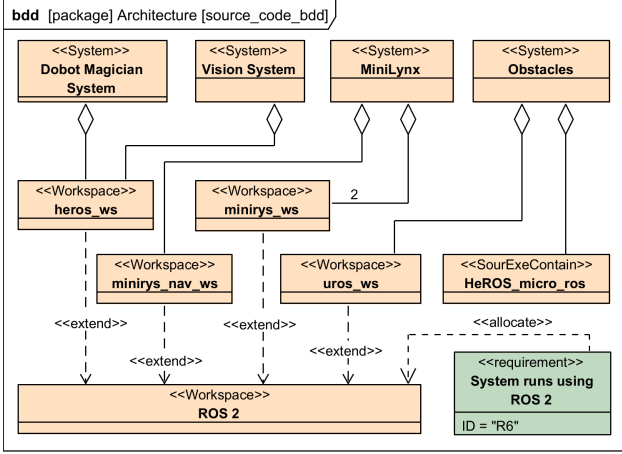 bdd [package] Architecture [source_code_bdd]
<<System>>
Dobot Magician
System
<<System>>
Vision System
<<System>>
MiniLynx
<<System>>
Obstacles
<<Workspace>>
heros_ws
<<Workspace>>
minirys_ws
2
<<Workspace>>
minirys_nav_ws
<<Workspace>>
uros_ws
<<SourExeContain>>
HeROS_micro_ros
<<extend>>
<<extend>>
<<extend>>
<<extend>>
<<allocate>>
<<Workspace>>
ROS 2
<<requirement>>
System runs using
ROS 2
ID = "R6"